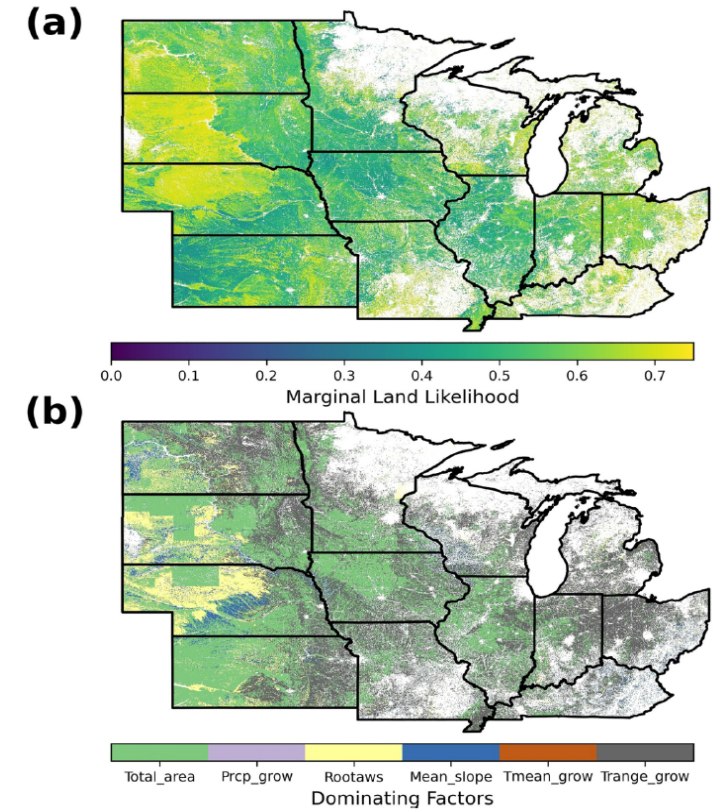 (a)
0.0 0.1 0.2 0.3 0.4 0.5 0.6 0.7
Marginal Land Likelihood
(b)
Total_area Prcp_grow Rootaws Mean_slope Tmean_grow Trange_grow
Dominating Factors